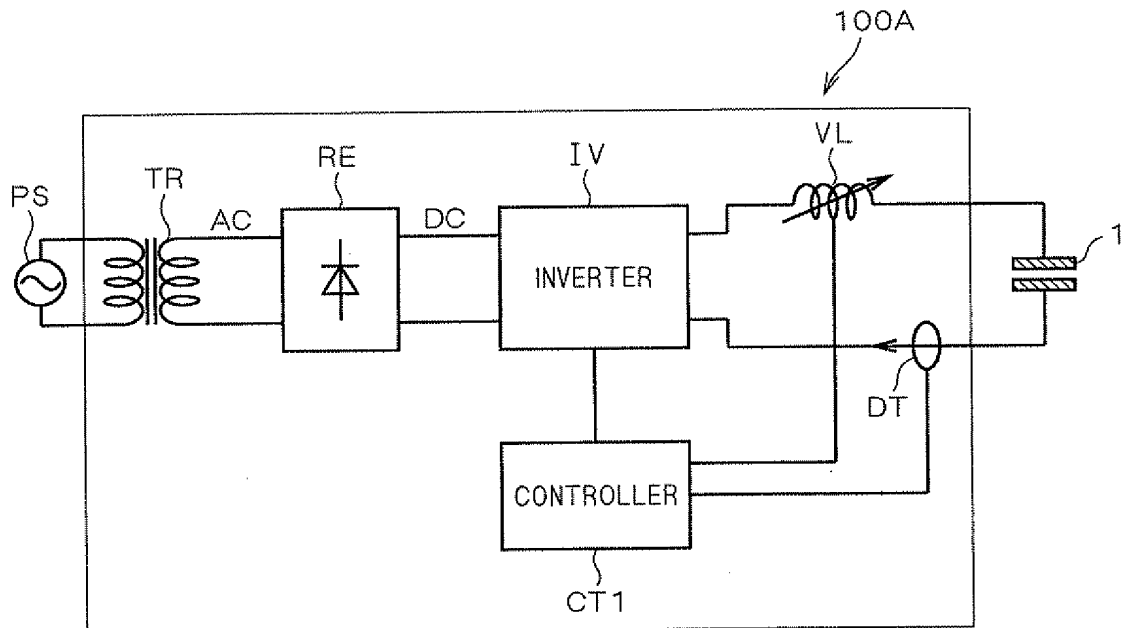 100A
VL
IV
RE
TR
PS
AC
DC
1
INVERTER
DT
CONTROLLER
CT1